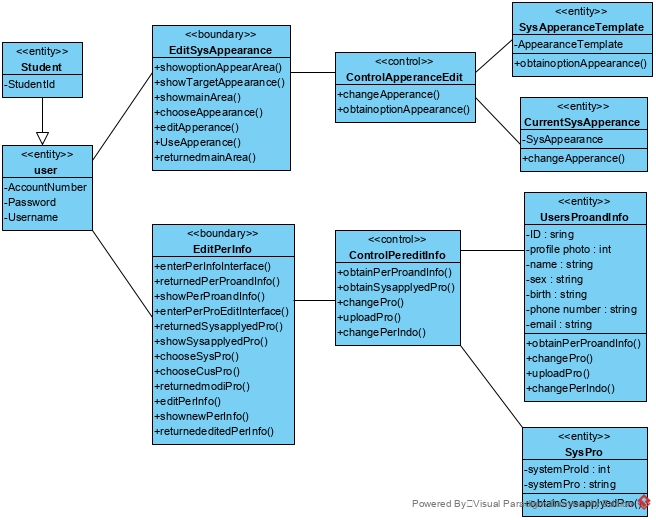 <<entity>>
Student
-StudentId
<<entity>>
user
-AccountNumber
-Password
-Username
<<boundary>>
EditSysAppearance
+showoptionAppearArea()
+showTargetAppearance()
+showmainArea()
+chooseAppearance()
+editApperance()
+UseApperance()
+returnedmainArea()
<<control>>
ControlApperanceEdit
+changeApperance()
+obtainoptionAppearance()
<<entity>>
SysApperanceTemplate
-AppearanceTemplate
+obtainoptionAppearance()
<<entity>>
CurrentSysApperance
-SysAppearance
+changeApperance()
<<boundary>>
EditPerInfo
+enterPerInfoInterface()
+returnedPerProandInfo()
+showPerProandInfo()
+enterPerProEditInterface()
+returnedSysapplyedPro()
+showSysapplyedPro()
+chooseSysPro()
+chooseCusPro()
+returnedmodiPro()
+editPerInfo()
+shownewPerInfo()
+returnededitedPerInfo()
<<control>>
ControlPereditInfo
+obtainPerProandInfo()
+obtainSysapplyedPro()
+changePro()
+uploadPro()
+changePerIndo()
<<entity>>
UsersProandInfo
-ID : sring
-profile photo : int
-name : string
-sex : string
-birth : string
-phone number : string
-email : string
+obtainPerProandInfo()
+changePro()
+uploadPro()
+changePerIndo()
<<entity>>
SysPro
-systemProId : int
-systemPro : string
+obtainSysapplyedPro()
Powered By Visual Paradigm